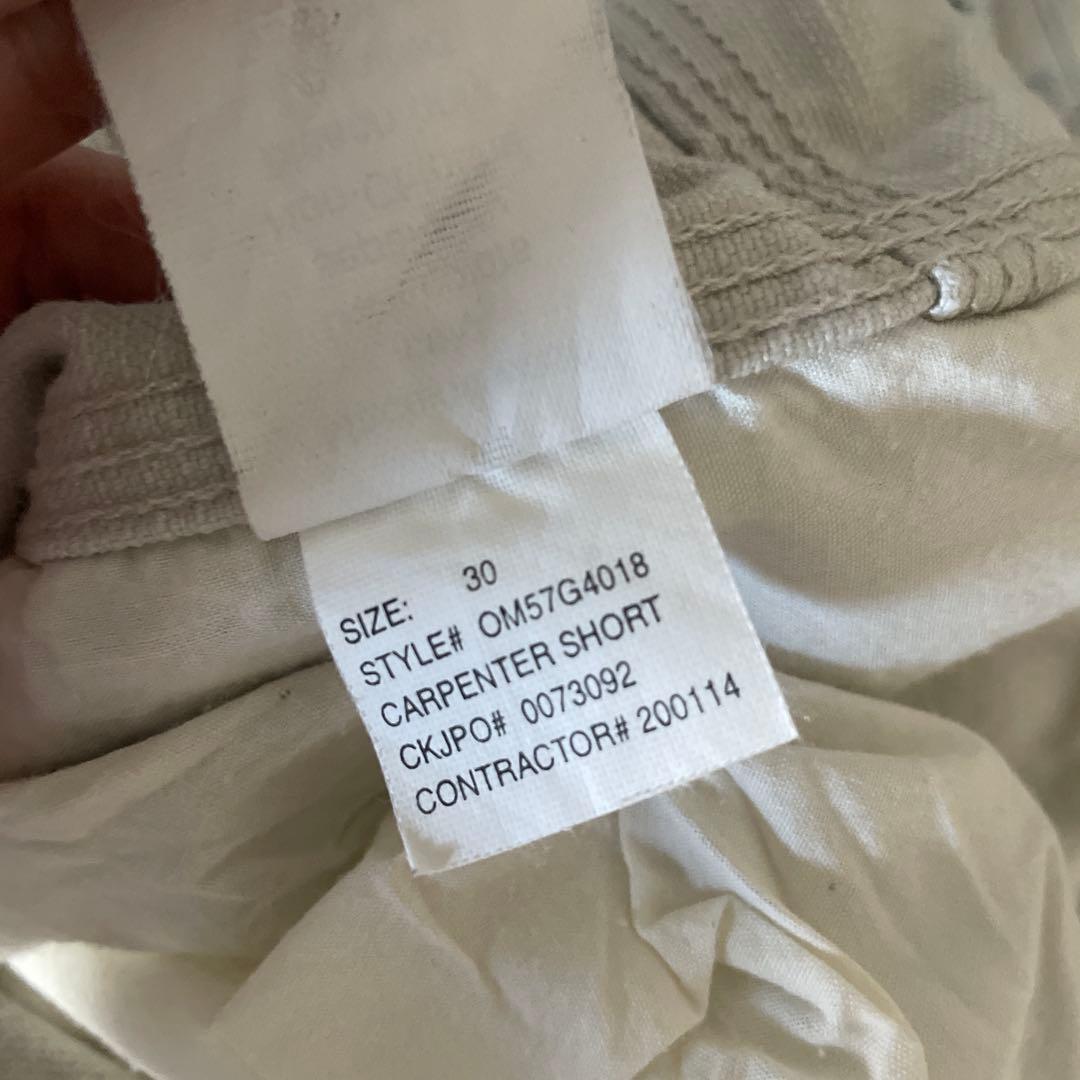 SIZE: 30
STYLE# OM57G4018
CARPENTER SHORT
CKJPO# 0073092
CONTRACTOR# 200114